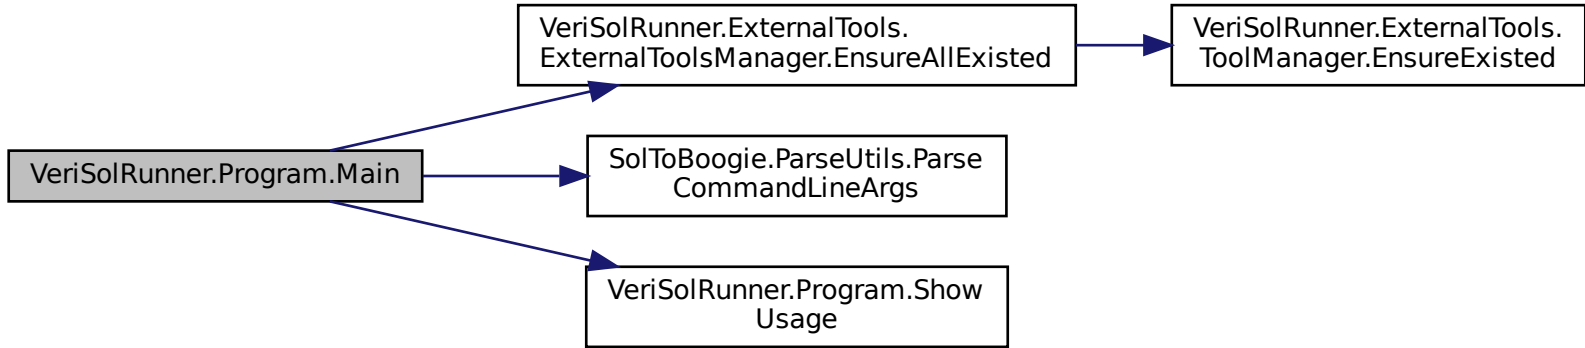 VeriSolRunner.Program.Main
VeriSolRunner.ExternalTools.
ExternalToolsManager.EnsureAllExisted
VeriSolRunner.ExternalTools.
ToolManager.EnsureExisted
SolToBoogie.ParseUtils.Parse
CommandLineArgs
VeriSolRunner.Program.Show
Usage